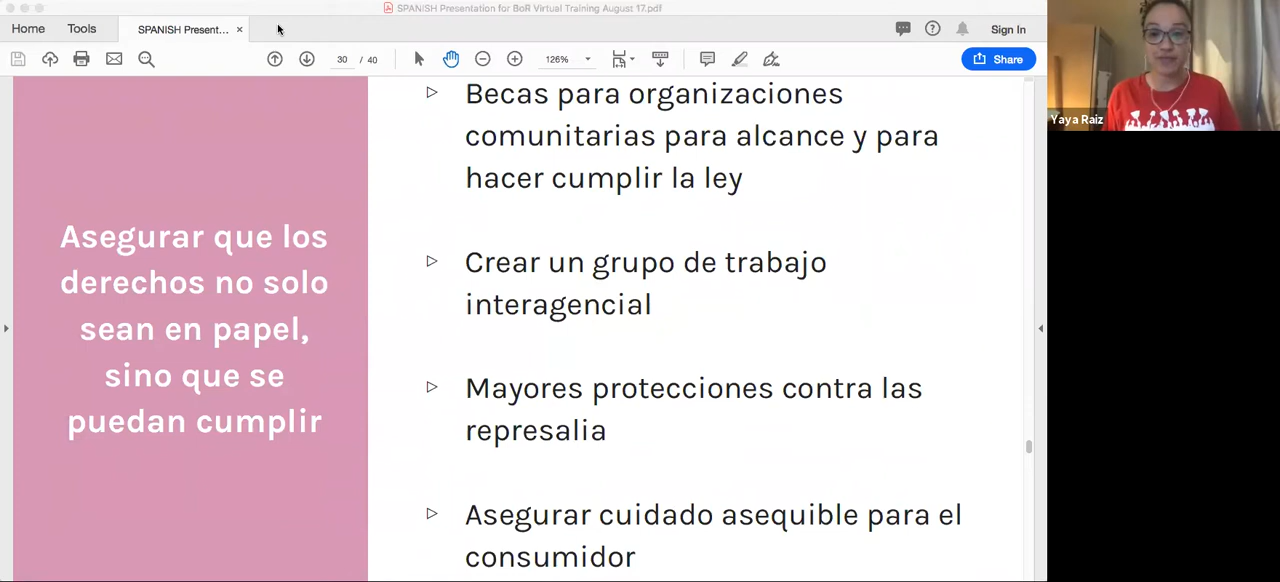 SPANISH Presentation for BoR Virtual Training August 17.pdf
Home Tools SPANISH Present... × Sign In
30 / 40 126% Share
Becas para organizaciones
comunitarias para alcance y para
hacer cumplir la ley
Asegurar que los
derechos no solo
sean en papel,
sino que se
puedan cumplir
Crear un grupo de trabajo
interagencial
Mayores protecciones contra las
represalia
Asegurar cuidado asequible para el
consumidor
Yaya Raiz